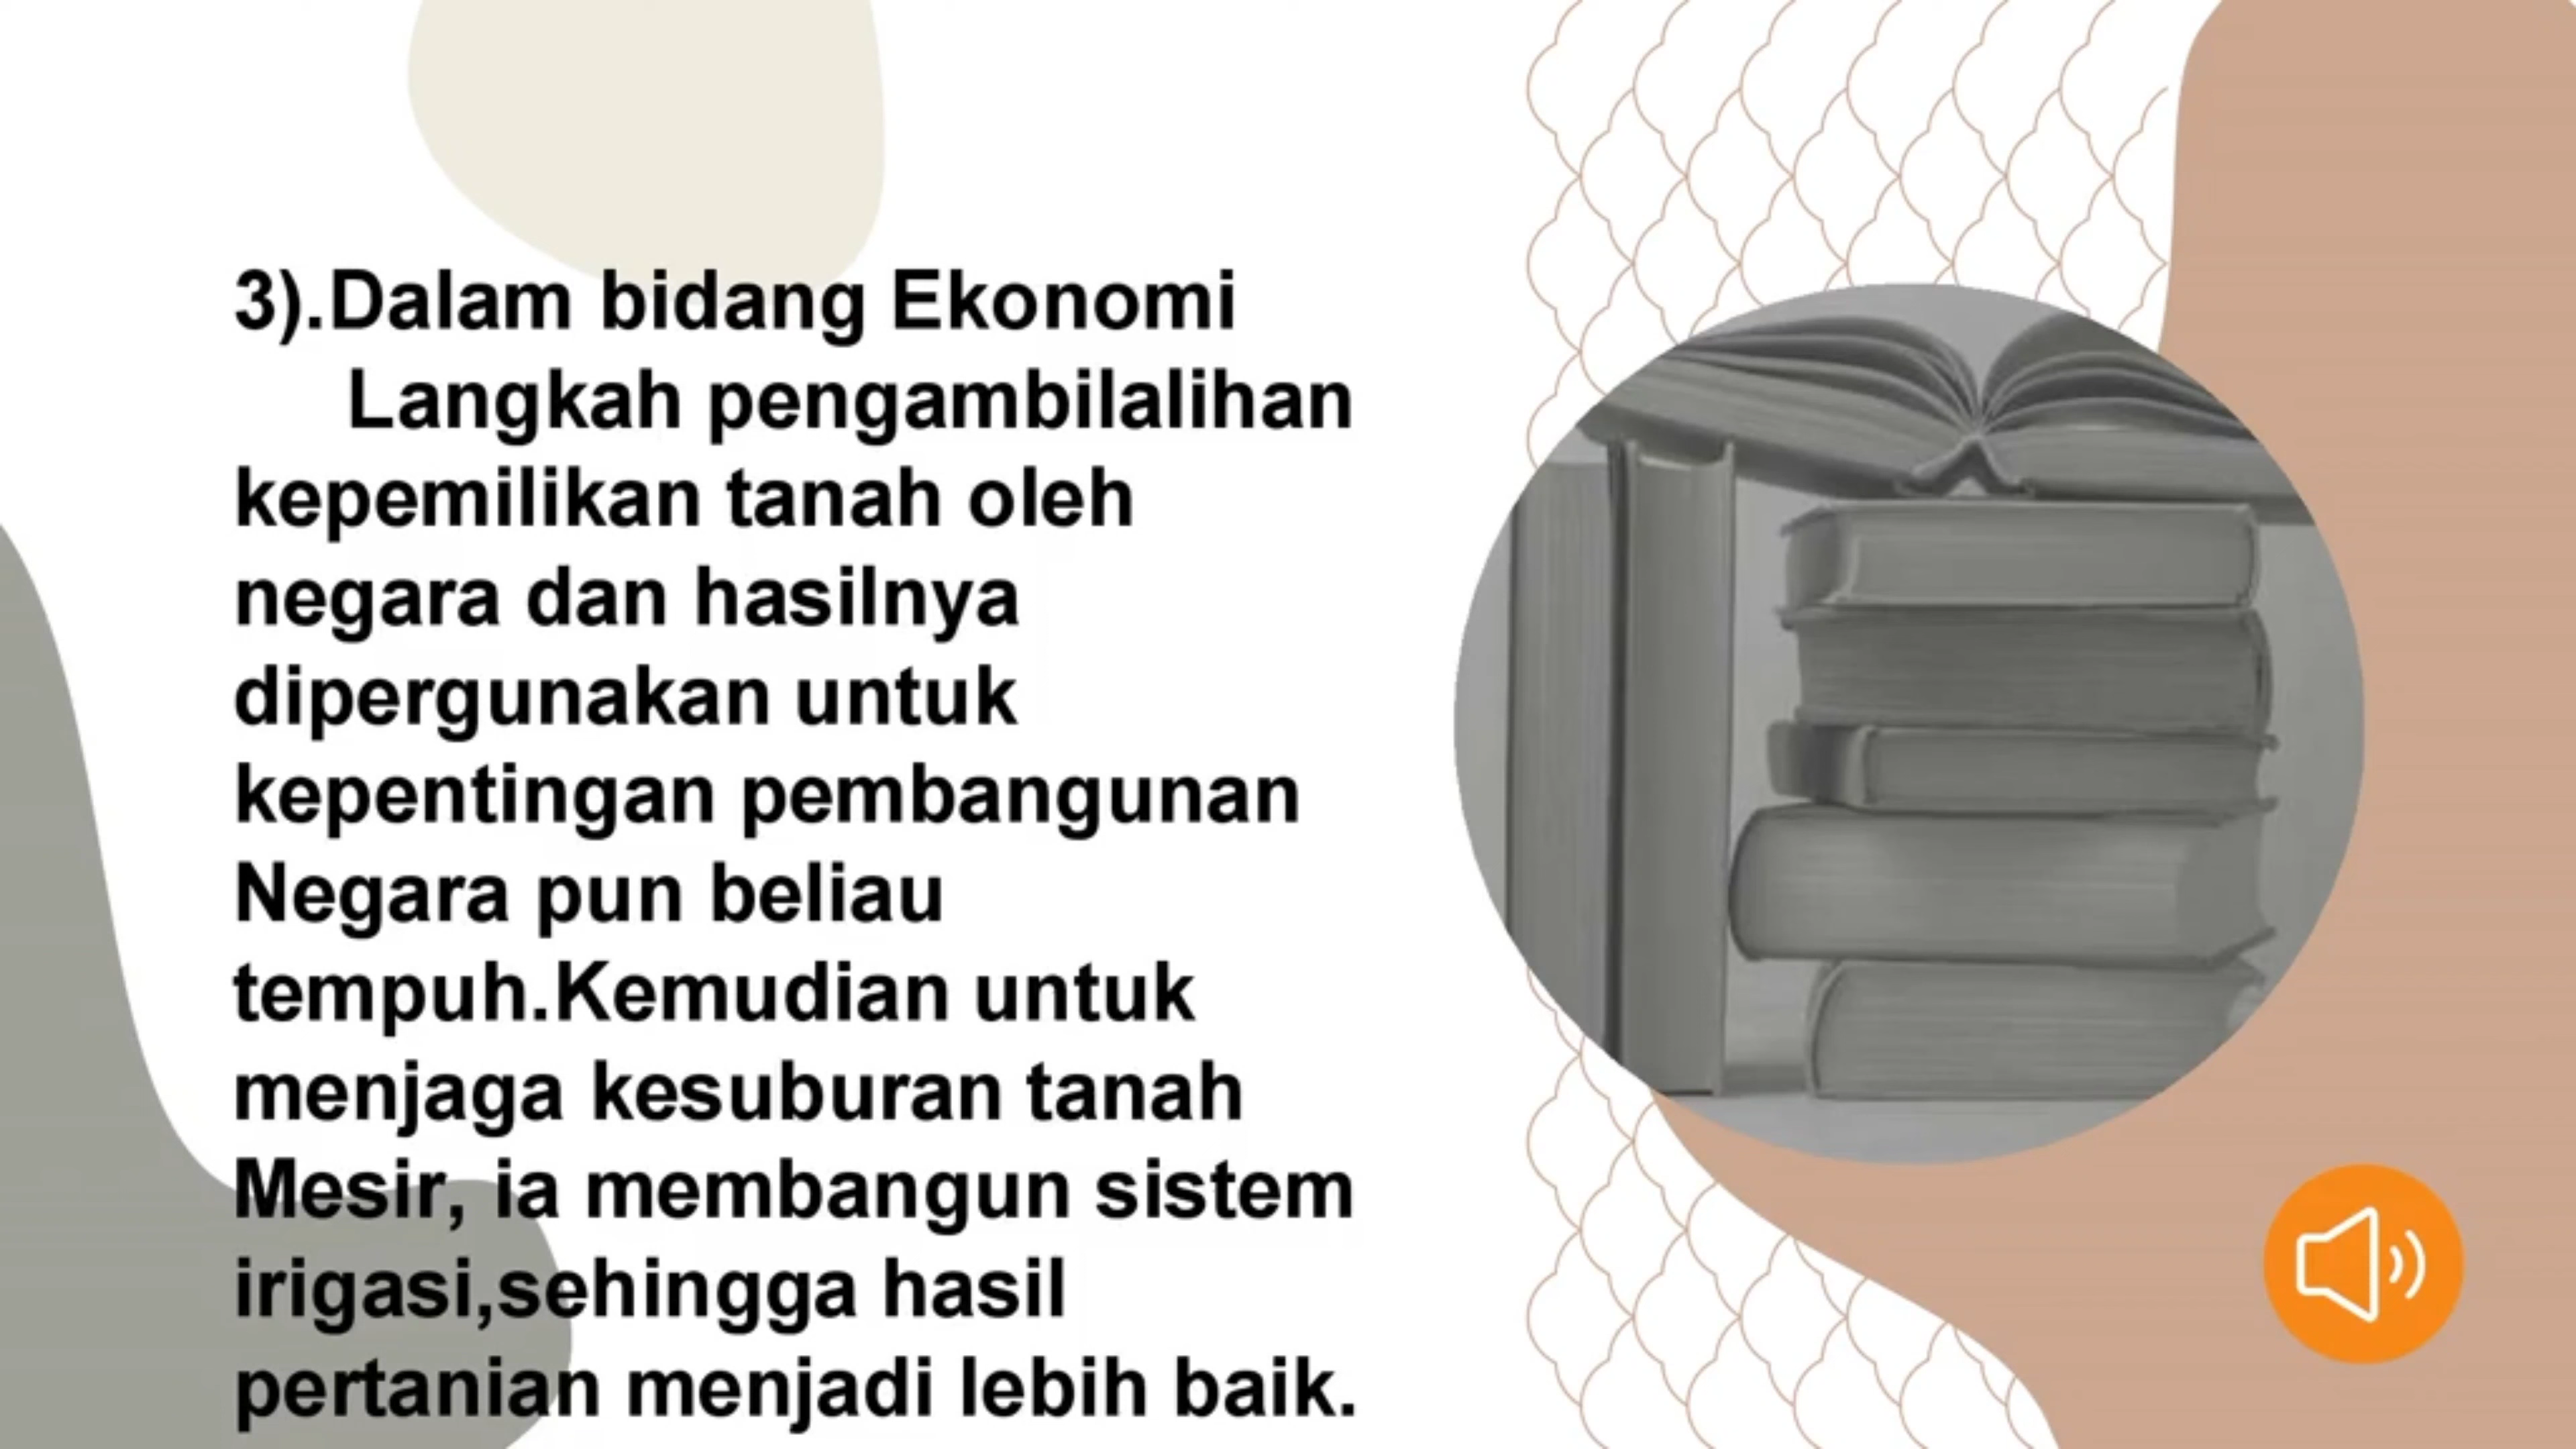 3).Dalam bidang Ekonomi
Langkah pengambilalihan
kepemilikan tanah oleh
negara dan hasilnya
dipergunakan untuk
kepentingan pembangunan
Negara pun beliau
tempuh.Kemudian untuk
menjaga kesuburan tanah
Mesir, ia membangun sistem
irigasi,sehingga hasil
pertanian menjadi lebih baik.